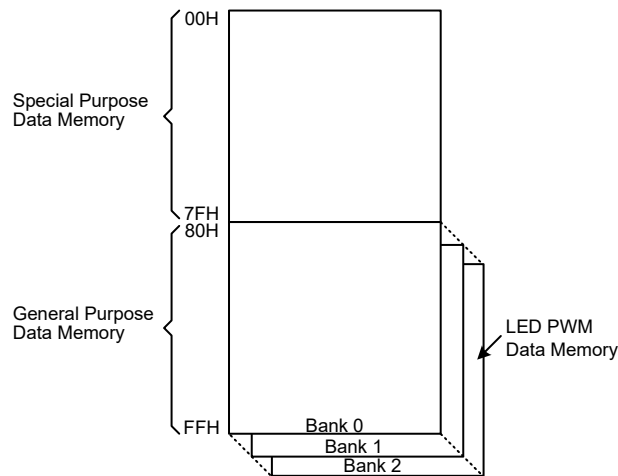 00H
Special Purpose
Data Memory
7FH
80H
General Purpose
Data Memory
LED PWM
Data Memory
FFH
Bank 0
Bank 1
Bank 2